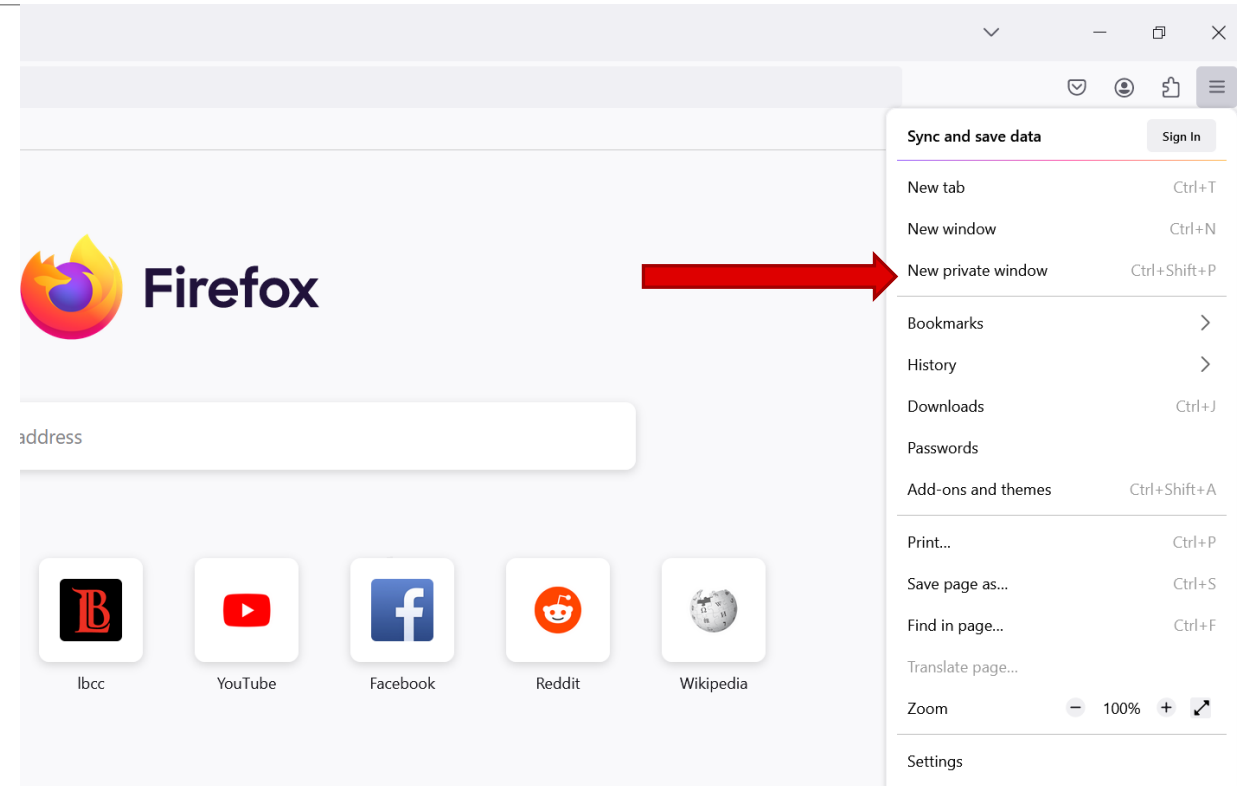 Sync and save data Sign In
New tab Ctrl+T
New window Ctrl+N
Firefox
New private window Ctrl+Shift+P
Bookmarks
History
Downloads Ctrl+J
address
Passwords
Add-ons and themes Ctrl+Shift+A
Print... Ctrl+P
Save page as... Ctrl+S
Find in page... Ctrl+F
Translate page...
lbcc YouTube Facebook Reddit Wikipedia
Zoom 100%
Settings